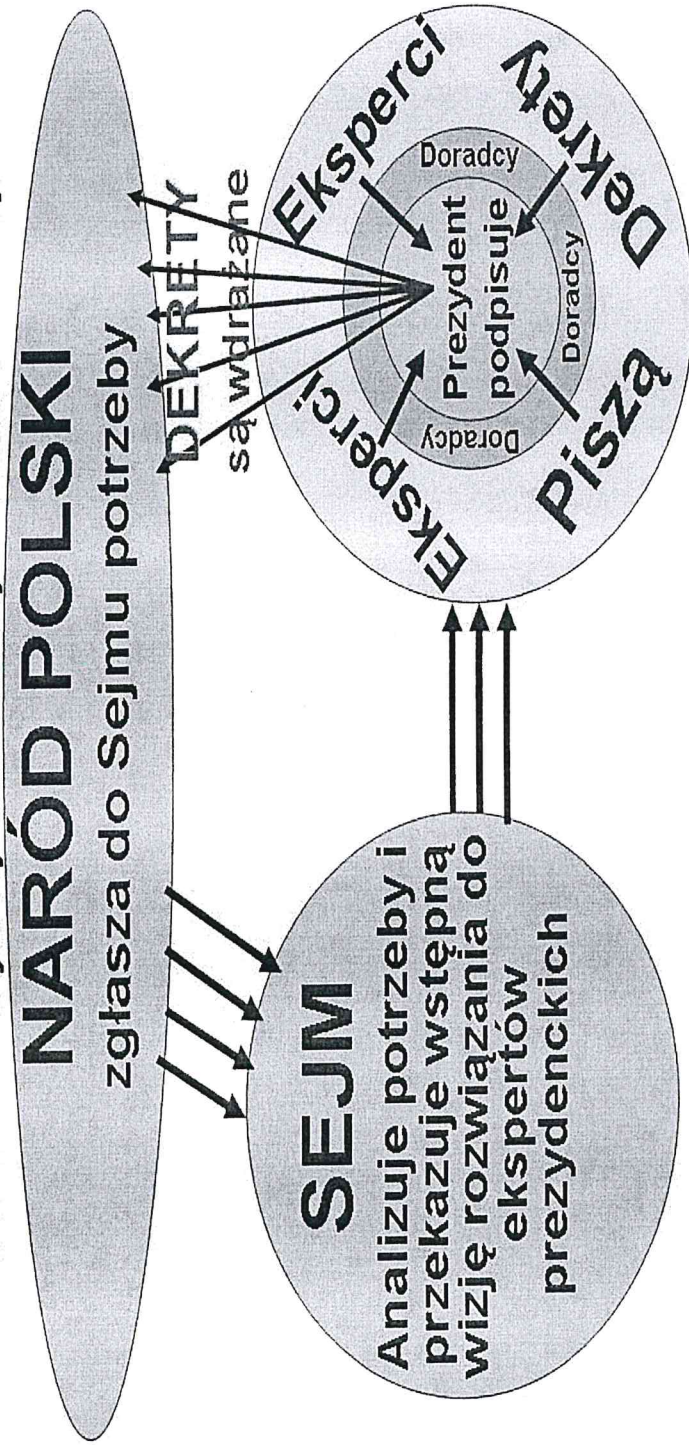 NARÓD POLSKI
zgłasza do Sejmu potrzeby
DEKRETY
są wdrażane
SEJM
Analizuje potrzeby i
przekazuje wstępną
wizję rozwiązania do
ekspertów
prezydenckich
Eksperci
Eksperci
Piszą
Dekrety
Doradcy
Doradcy
Doradcy
Prezydent
podpisuje